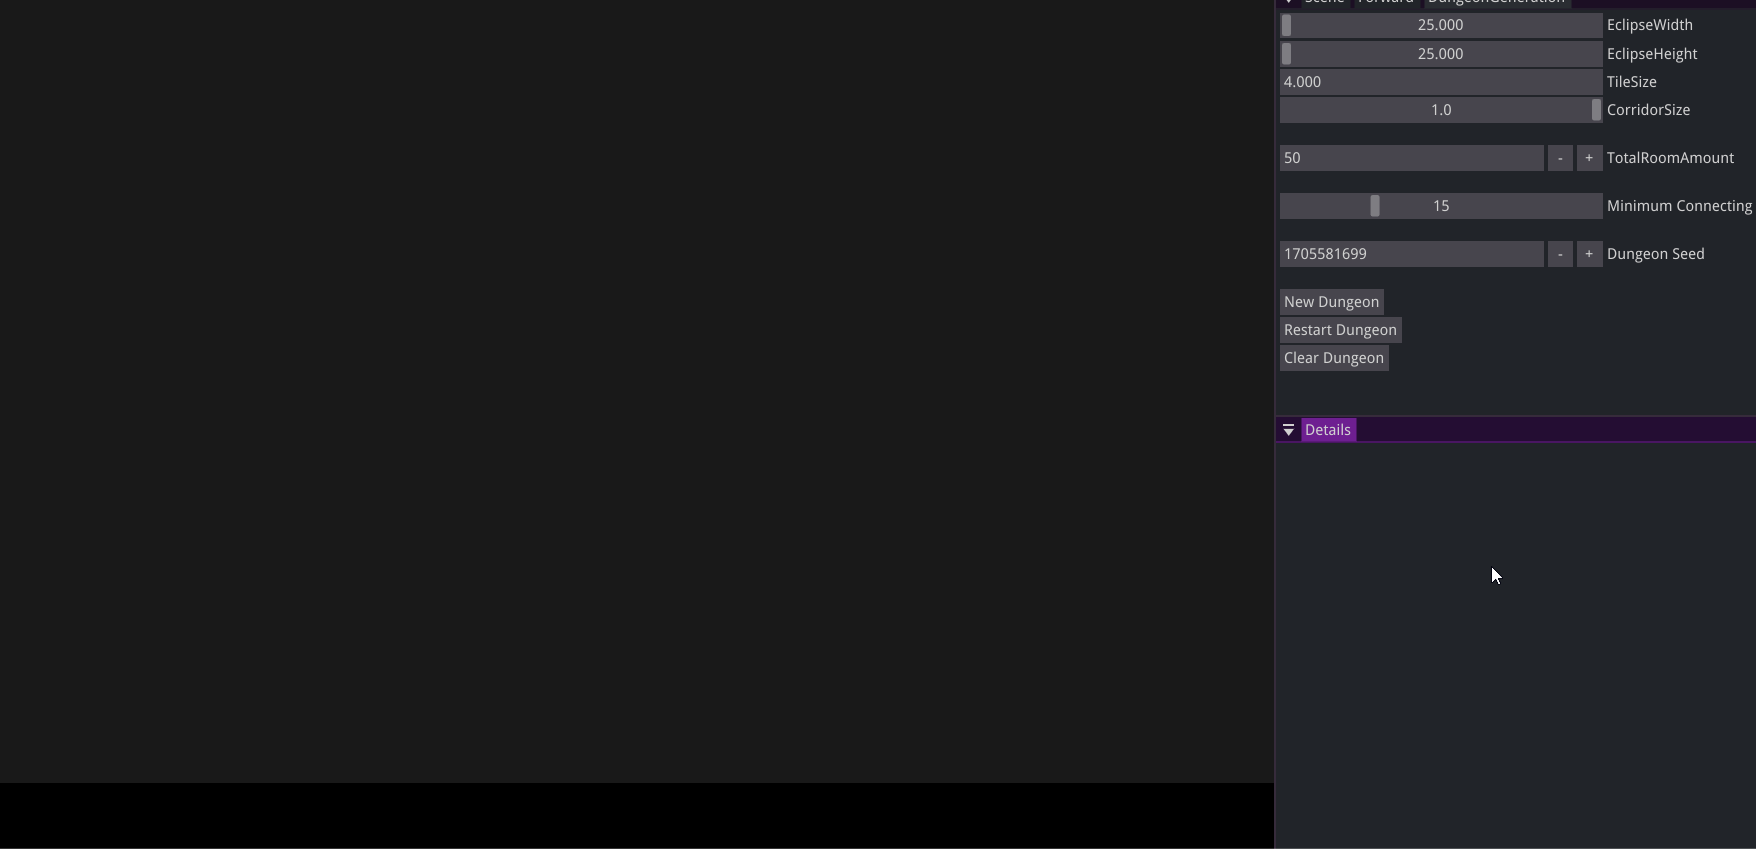 Scene Forward DungeonGeneration
25.000 EclipseWidth
25.000 EclipseHeight
4.000 TileSize
1.0 CorridorSize
50 - + TotalRoomAmount
15 Minimum Connecting
1705581699 - + Dungeon Seed
New Dungeon
Restart Dungeon
Clear Dungeon
Details